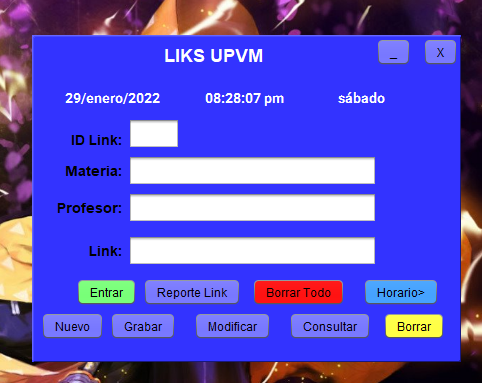 LIKS UPVM
_ X
29/enero/2022 08:28:07 pm sábado
ID Link:
Materia:
Profesor:
Link:
Entrar Reporte Link Borrar Todo Horario>
Nuevo Grabar Modificar Consultar Borrar